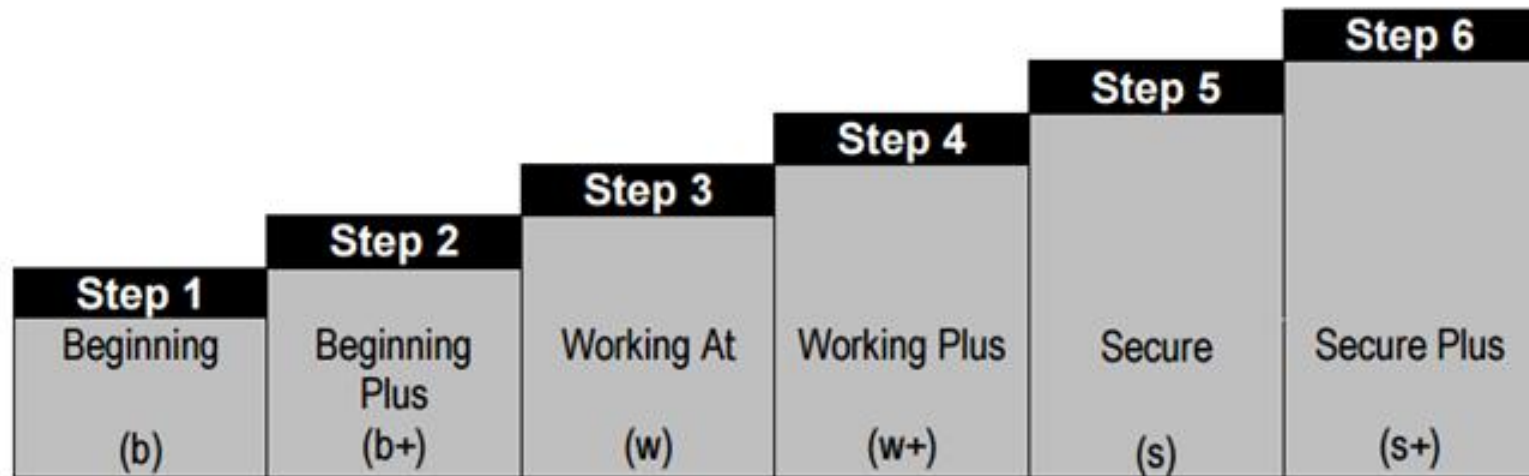 Step 1
Beginning
(b)
Step 2
Beginning
Plus
(b+)
Step 3
Working At
(w)
Step 4
Working Plus
(w+)
Step 5
Secure
(s)
Step 6
Secure Plus
(s+)